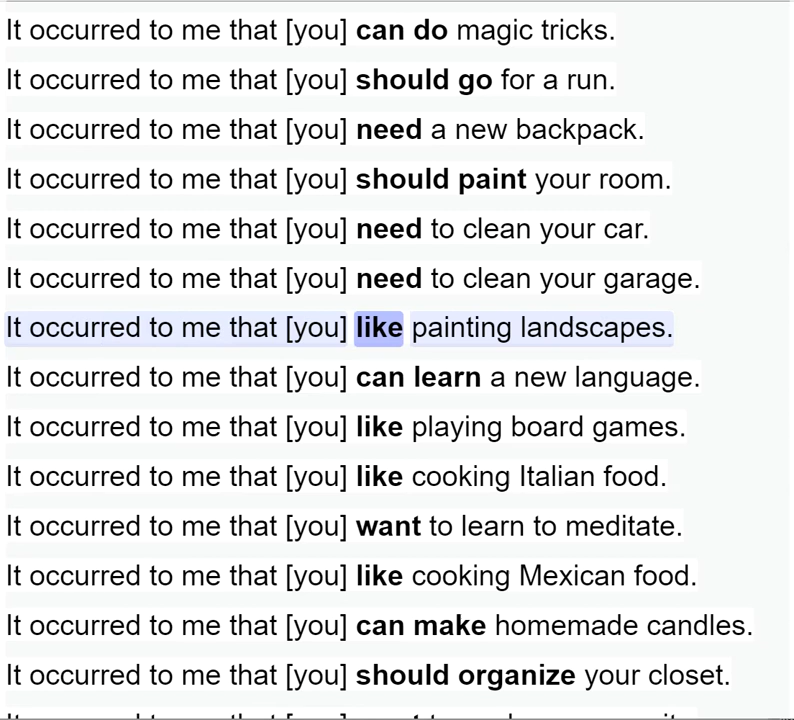 It occurred to me that [you] can do magic tricks.
It occurred to me that [you] should go for a run.
It occurred to me that [you] need a new backpack.
It occurred to me that [you] should paint your room.
It occurred to me that [you] need to clean your car.
It occurred to me that [you] need to clean your garage.
It occurred to me that [you] like painting landscapes.
It occurred to me that [you] can learn a new language.
It occurred to me that [you] like playing board games.
It occurred to me that [you] like cooking Italian food.
It occurred to me that [you] want to learn to meditate.
It occurred to me that [you] like cooking Mexican food.
It occurred to me that [you] can make homemade candles.
It occurred to me that [you] should organize your closet.